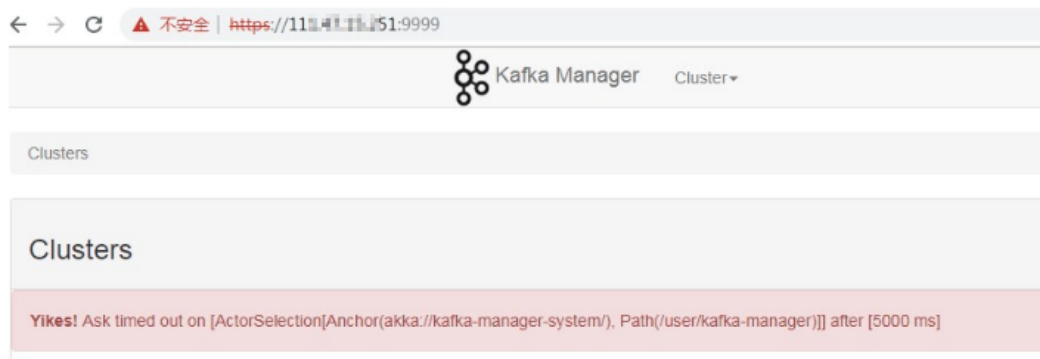 不安全 | https://11 51:9999
Kafka Manager Cluster
Clusters
Clusters
Yikes! Ask timed out on [ActorSelection[Anchor(akka://kafka-manager-system/), Path(/user/kafka-manager)]] after [5000 ms]